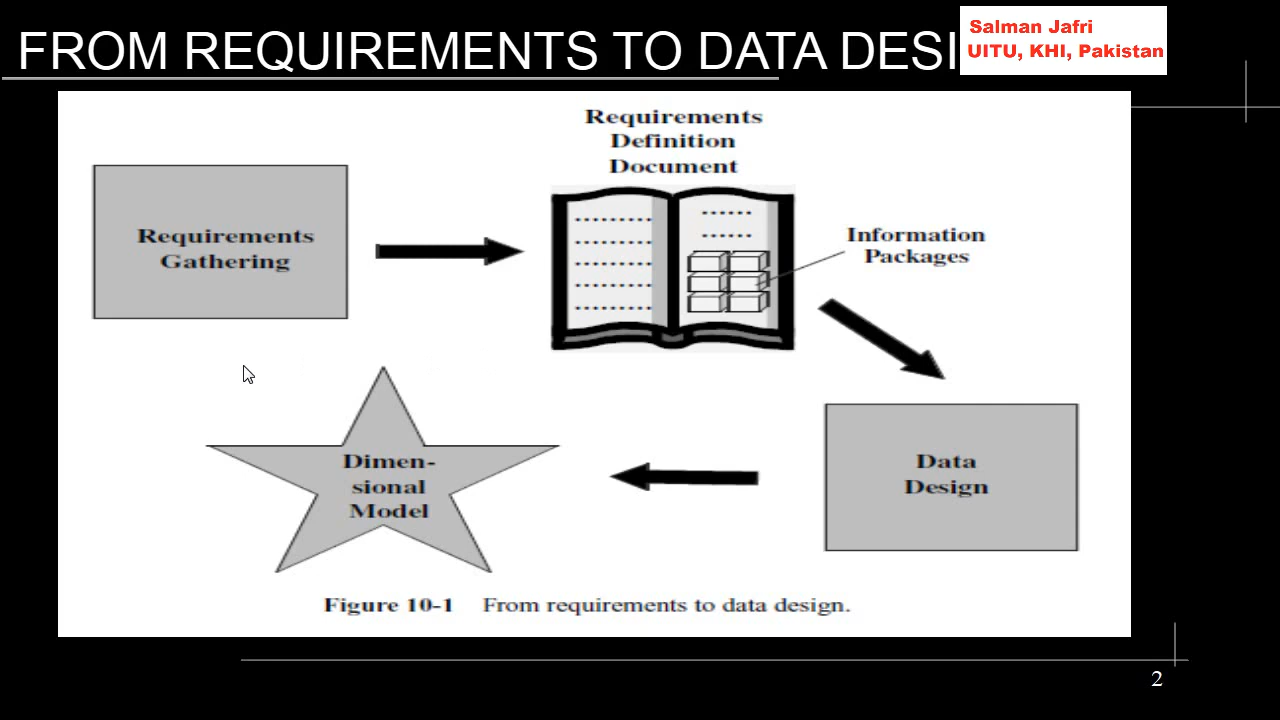 FROM REQUIREMENTS TO DATA DESI
Salman Jafri
UITU, KHI, Pakistan
Requirements
Definition
Document
Requirements
Gathering
Information
Packages
Dimen-
sional
Model
Data
Design
Figure 10-1 From requirements to data design.
2